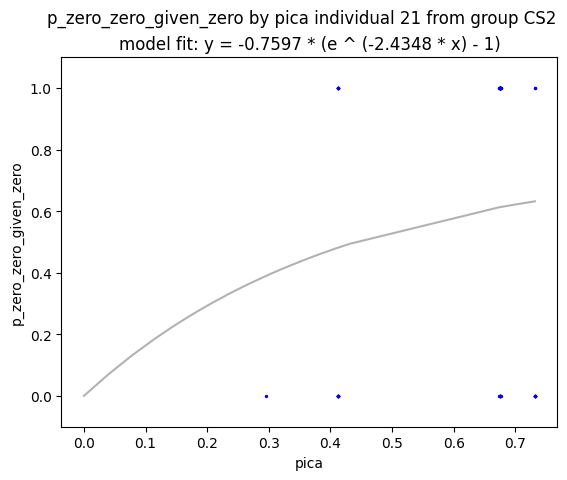 p_zero_zero_given_zero by pica individual 21 from group CS2
model fit: y = -0.7597 * (e ^ (-2.4348 * x) - 1)
1.0
0.8
0.6
0.4
0.2
0.0
p_zero_zero_given_zero
0.0 0.1 0.2 0.3 0.4 0.5 0.6 0.7
pica